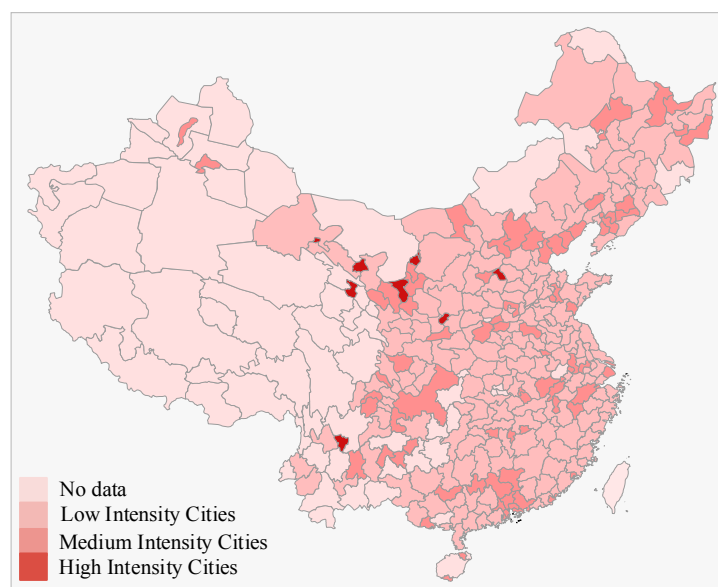 No data
Low Intensity Cities
Medium Intensity Cities
High Intensity Cities